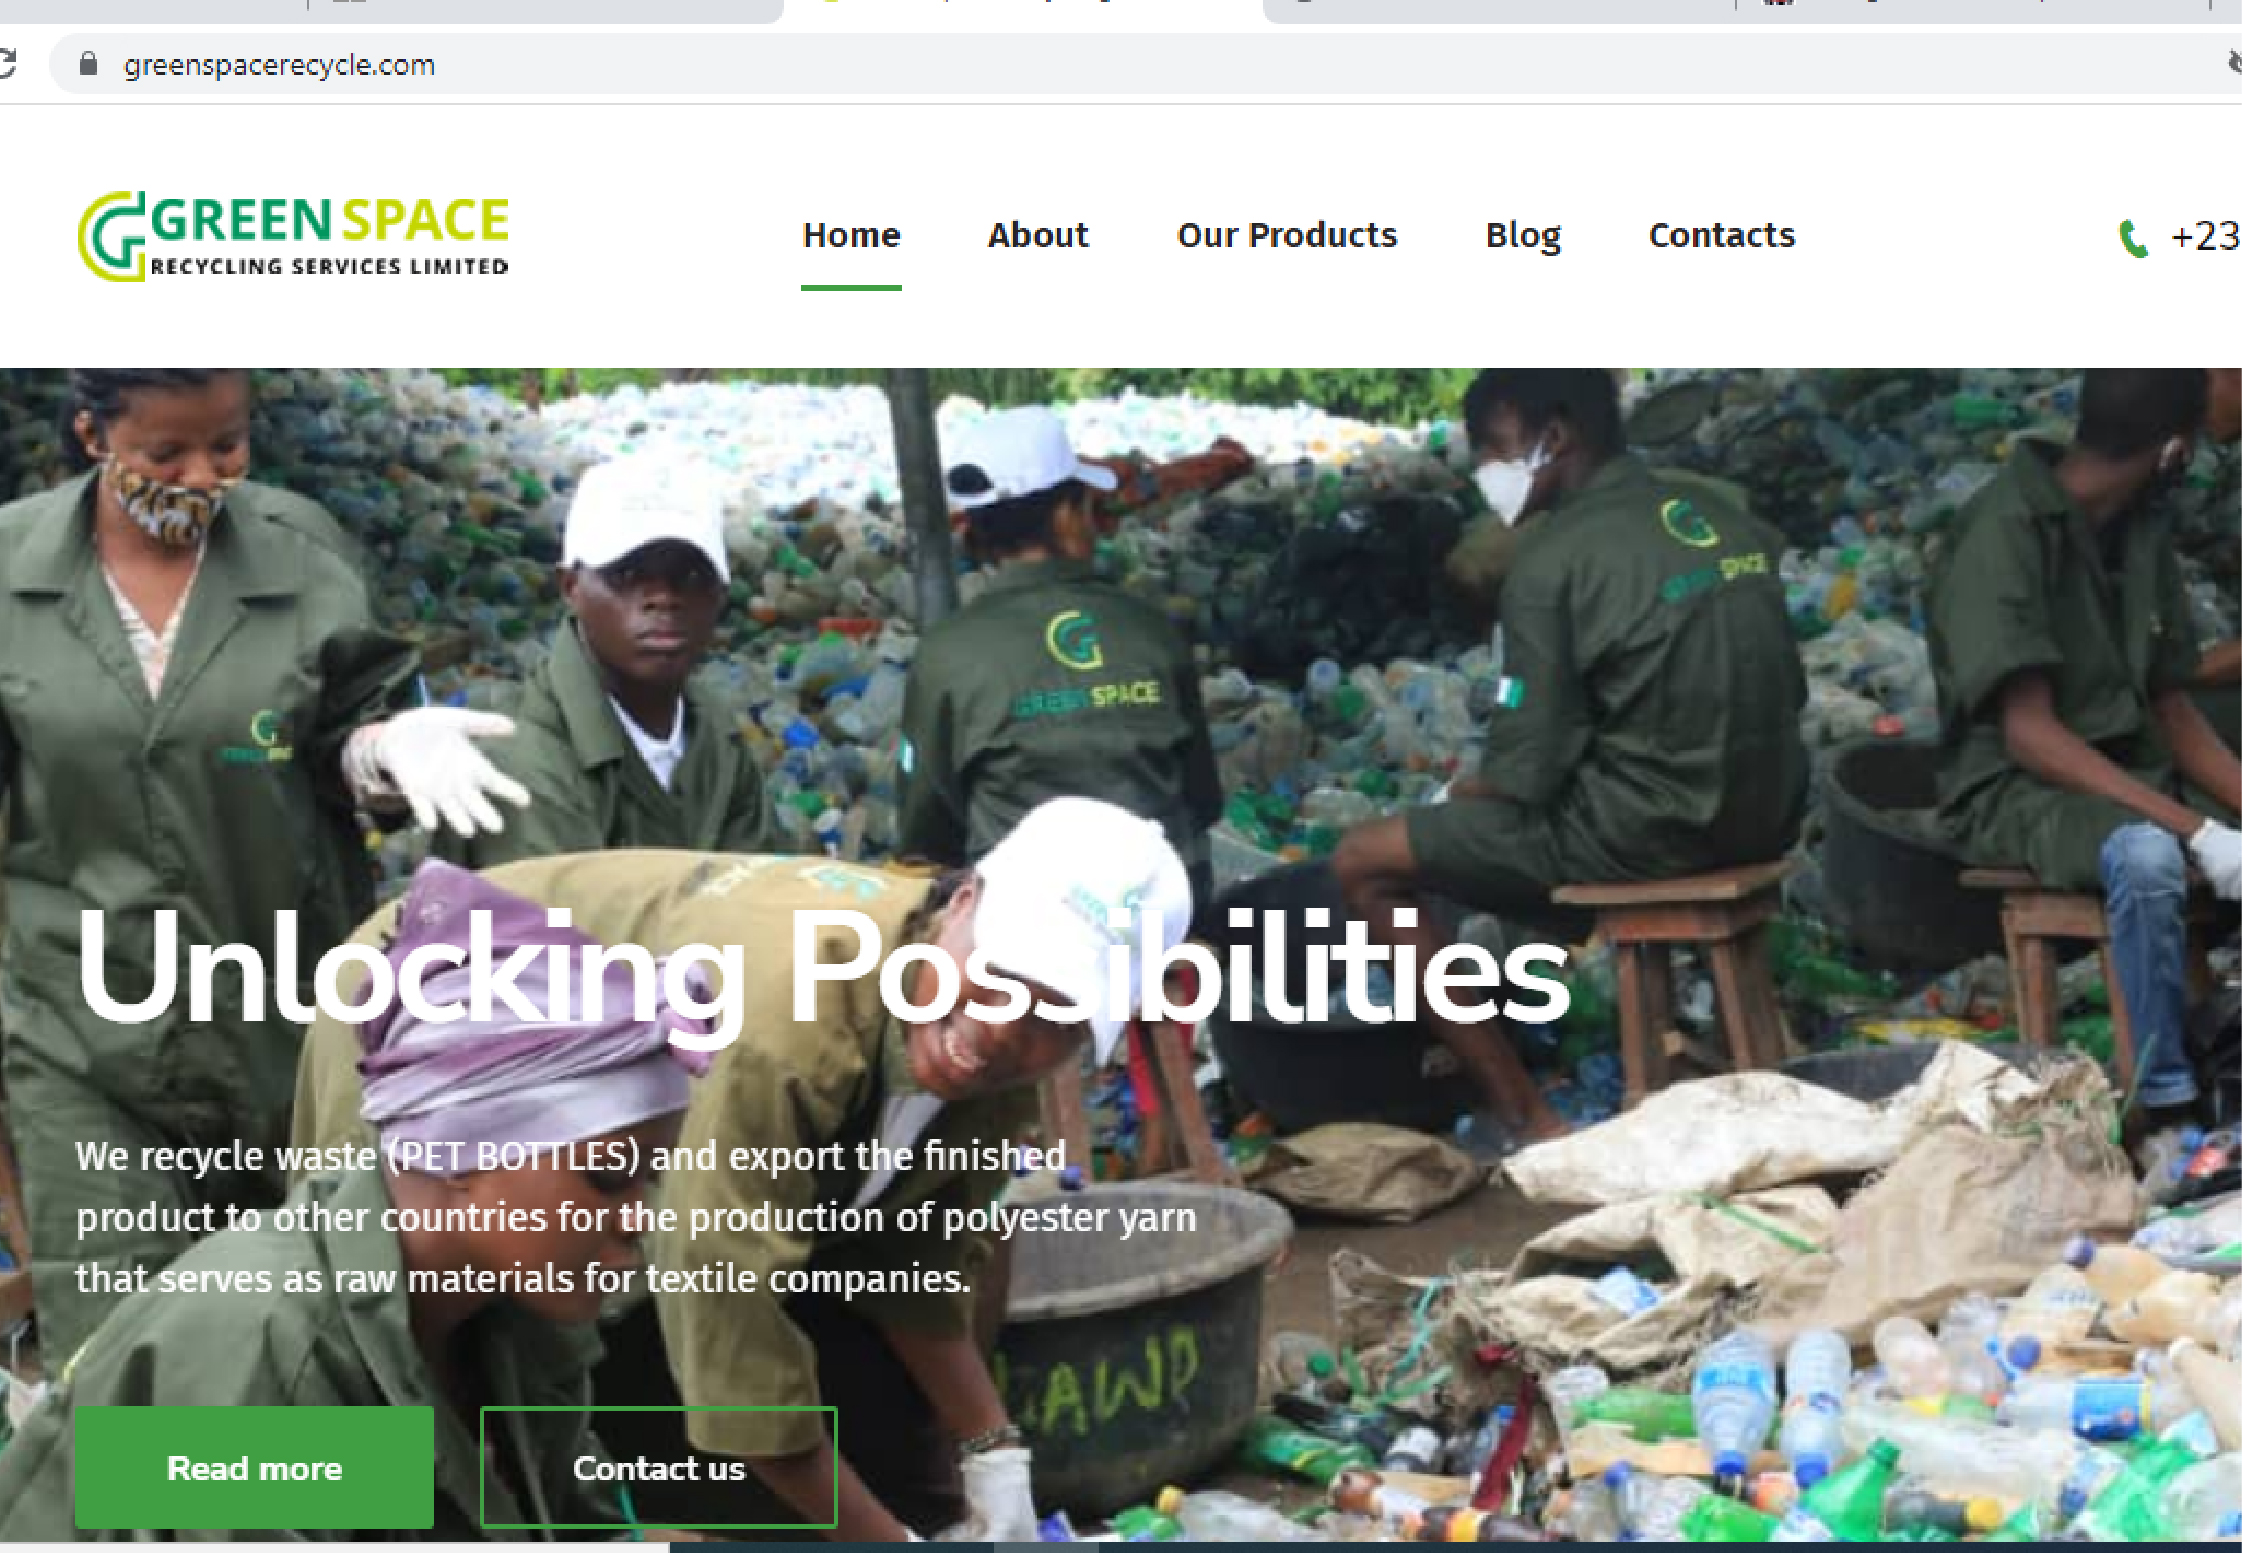 greenspacerecycle.com
GREEN SPACE
RECYCLING SERVICES LIMITED
Home About Our Products Blog Contacts +23
SPACE
GREEN SPACE
Unlocking Possibilities
We recycle waste (PET BOTTLES) and export the finished
product to other countries for the production of polyester yarn
that serves as raw materials for textile companies.
AWP
Read more Contact us